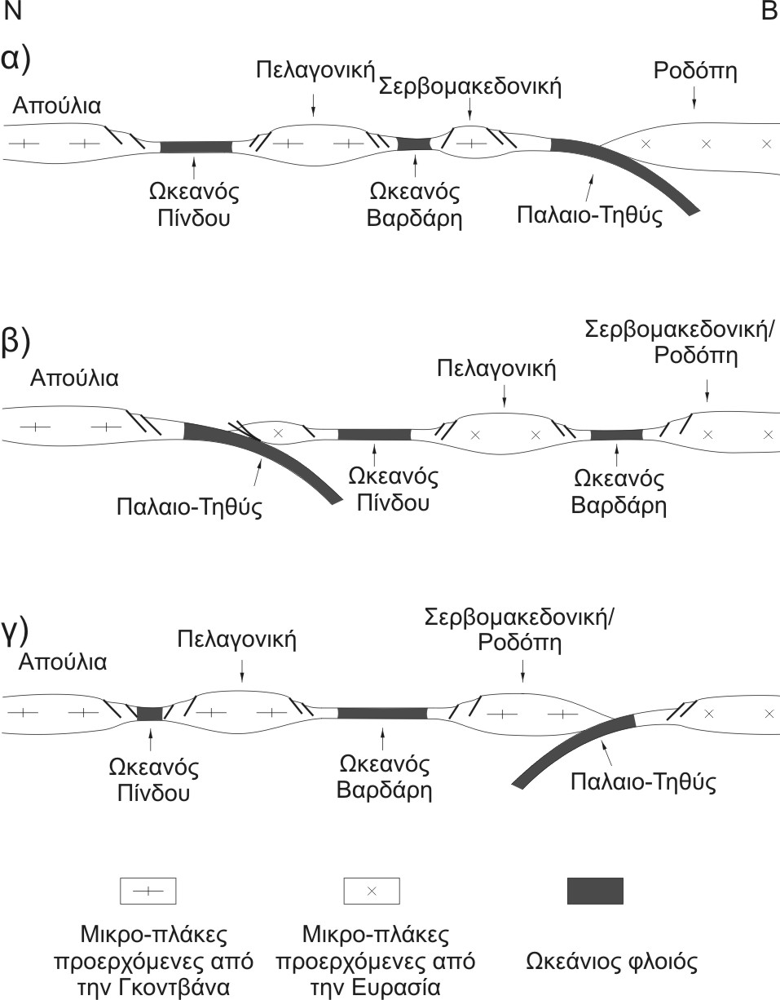 Ν Β
α)
Πελαγονική Σερβομακεδονική Ροδόπη
Απούλια
Ωκεανός
Πίνδου
Ωκεανός
Βαρδάρη
Παλαιο-Τηθύς
β)
Σερβομακεδονική/
Ροδόπη
Απούλια
Πελαγονική
Ωκεανός
Πίνδου
Ωκεανός
Βαρδάρη
Παλαιο-Τηθύς
γ)
Σερβομακεδονική/
Ροδόπη
Πελαγονική
Απούλια
Ωκεανός
Πίνδου
Ωκεανός
Βαρδάρη
Παλαιο-Τηθύς
Μικρο-πλάκες
προερχόμενες από
την Γκοντβάνα
Μικρο-πλάκες
προερχόμενες από
την Ευρασία
Ωκεάνιος φλοιός